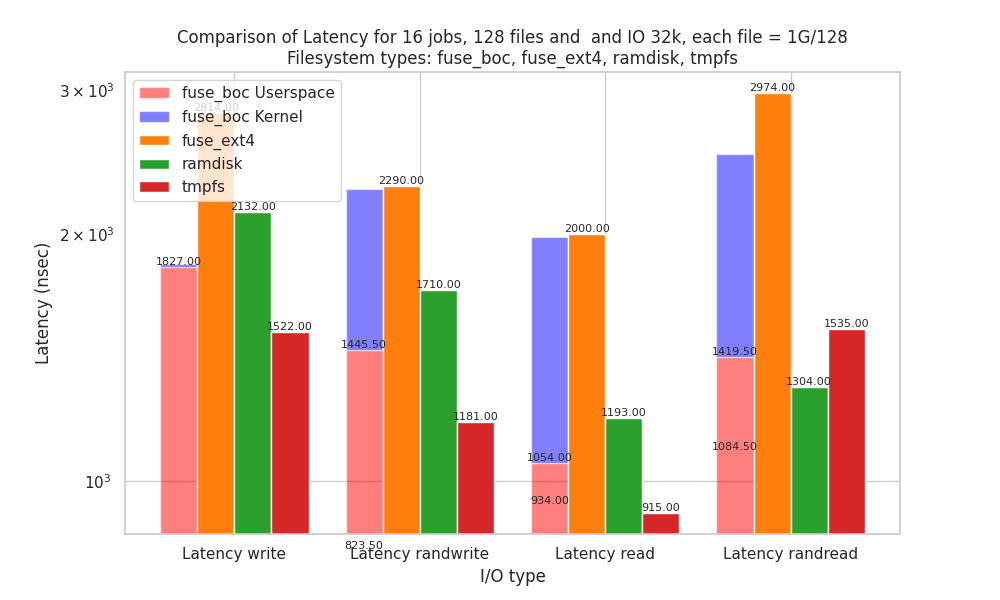 Comparison of Latency for 16 jobs, 128 files and  and IO 32k, each file = 1G/128
Filesystem types: fuse_boc, fuse_ext4, ramdisk, tmpfs
fuse_boc Userspace
fuse_boc Kernel
fuse_ext4
ramdisk
tmpfs
Latency (nsec)
3 × 10³
2 × 10³
10³
2814.00
2132.00
1827.00
1522.00
2290.00
1710.00
1445.50
1181.00
823.50
2000.00
1193.00
1054.00
934.00
915.00
2974.00
1535.00
1419.50
1304.00
1084.50
Latency write
Latency randwrite
Latency read
Latency randread
I/O type